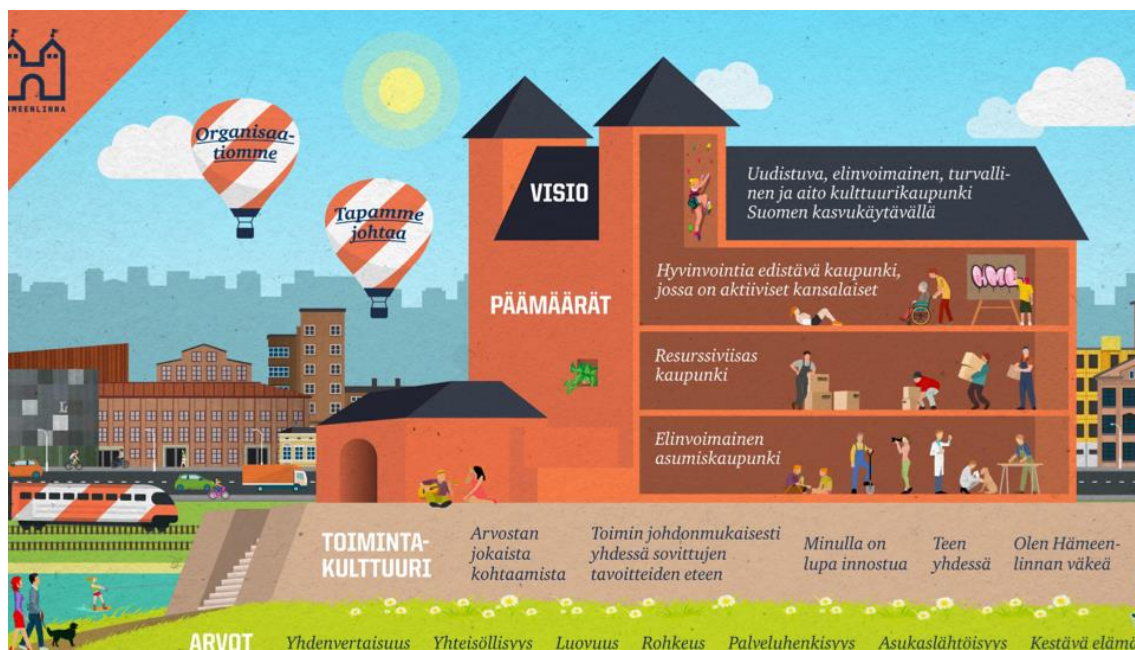 Organisaa-
tiomme
Tapamme
johtaa
VISIO
Uudistuva, elinvoimainen, turvalli-
nen ja aito kulttuurikaupunki
Suomen kasvukäytävällä
PÄÄMÄÄRÄT
Hyvinvointia edistävä kaupunki,
jossa on aktiiviset kansalaiset
HML
Resurssiviisas
kaupunki
Elinvoimainen
asumiskaupunki
TOIMINTA-
KULTTUURI
Arvostan
jokaista
kohtaamista
Toimin johdonmukaisesti
yhdessä sovittujen
tavoitteiden eteen
Minulla on
lupa innostua
Teen
yhdessä
Olen Hämeen-
linnan väkeä
ARVOT
Yhdenvertaisuus Yhteisöllisyys Luovuus Rohkeus Palveluhenkisyys Asukaslähtöisyys Kestävä